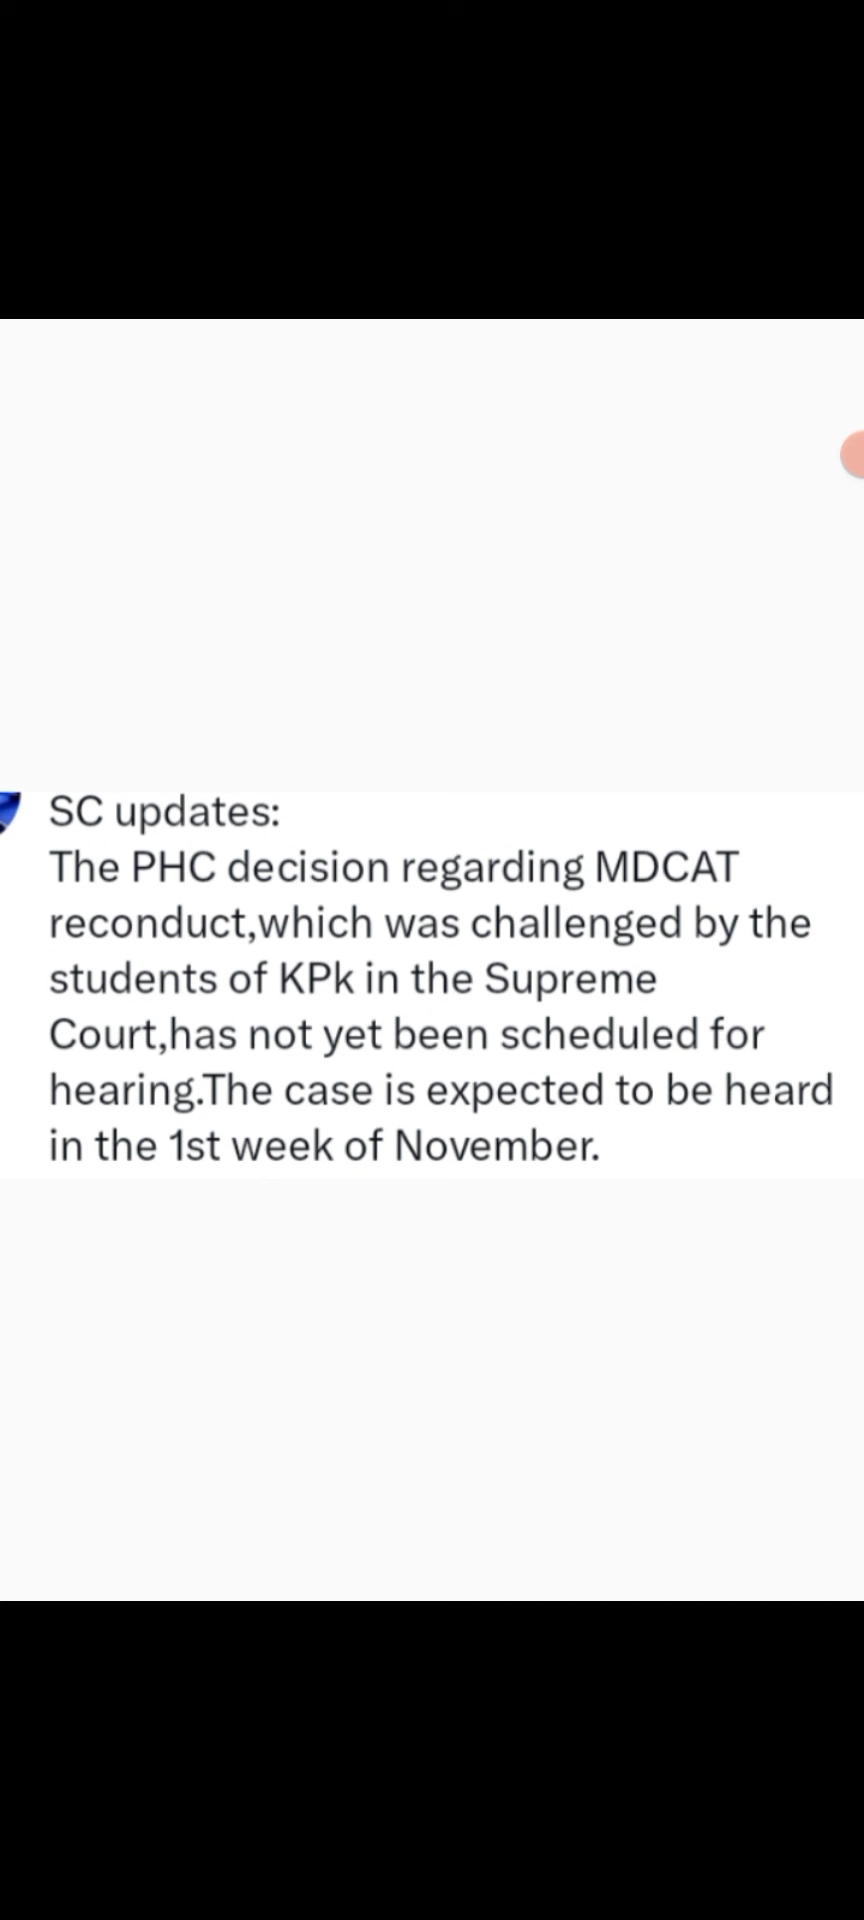 SC updates:
The PHC decision regarding MDCAT
reconduct,which was challenged by the
students of KPk in the Supreme
Court,has not yet been scheduled for
hearing.The case is expected to be heard
in the 1st week of November.